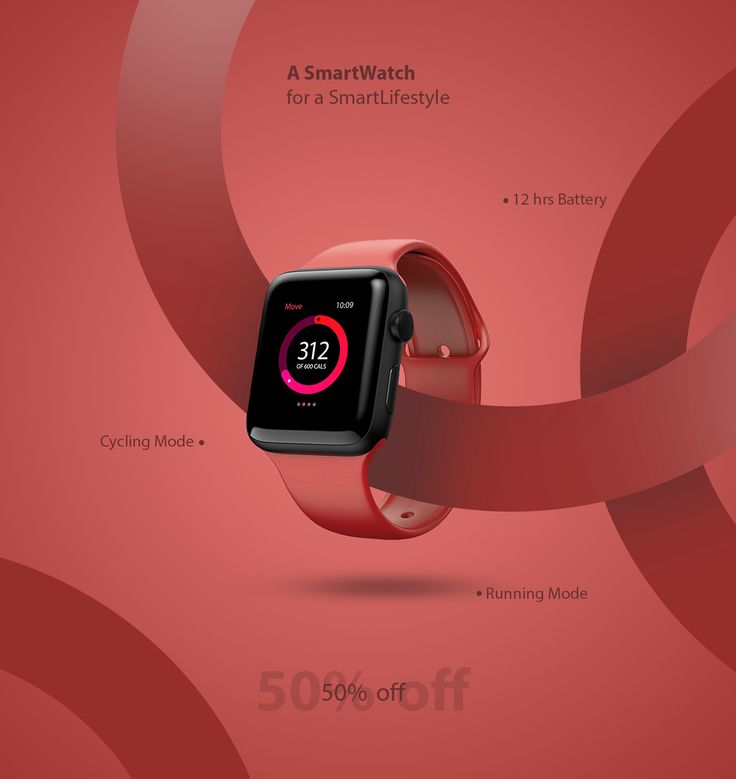 A SmartWatch
for a SmartLifestyle
• 12 hrs Battery
Move 10:09
312
OF 600 CALS
Cycling Mode •
• Running Mode
50% off
50% off